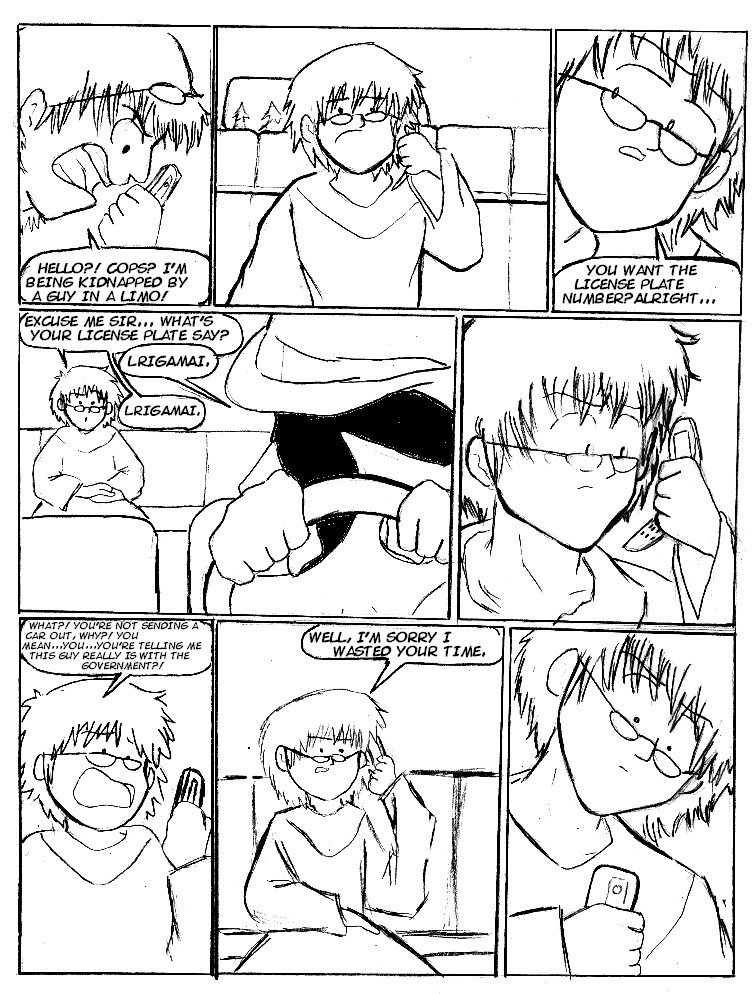 HELLO?! COPS? I'M
BEING KIDNAPPED BY
A GUY IN A LIMO!
YOU WANT THE
LICENSE PLATE
NUMBER?ALRIGHT...
EXCUSE ME SIR... WHAT'S
YOUR LICENSE PLATE SAY?
LRIGAMAI.
LRIGAMAI.
WHAT?! YOU'RE NOT SENDING A
CAR OUT, WHY?! YOU
MEAN...YOU...YOU'RE TELLING ME
THIS GUY REALLY IS WITH THE
GOVERNMENT?!
WELL, I'M SORRY I
WASTED YOUR TIME.